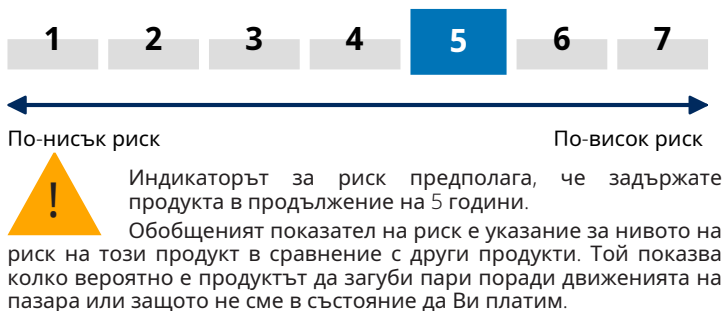 1 2 3 4 5 6 7
По-нисък риск По-висок риск
!
Индикаторът за риск предполага, че задържате
продукта в продължение на 5 години.
Обобщеният показател на риск е указание за нивото на
риск на този продукт в сравнение с други продукти. Той показва
колко вероятно е продуктът да загуби пари поради движенията на
пазара или защото не сме в състояние да Ви платим.